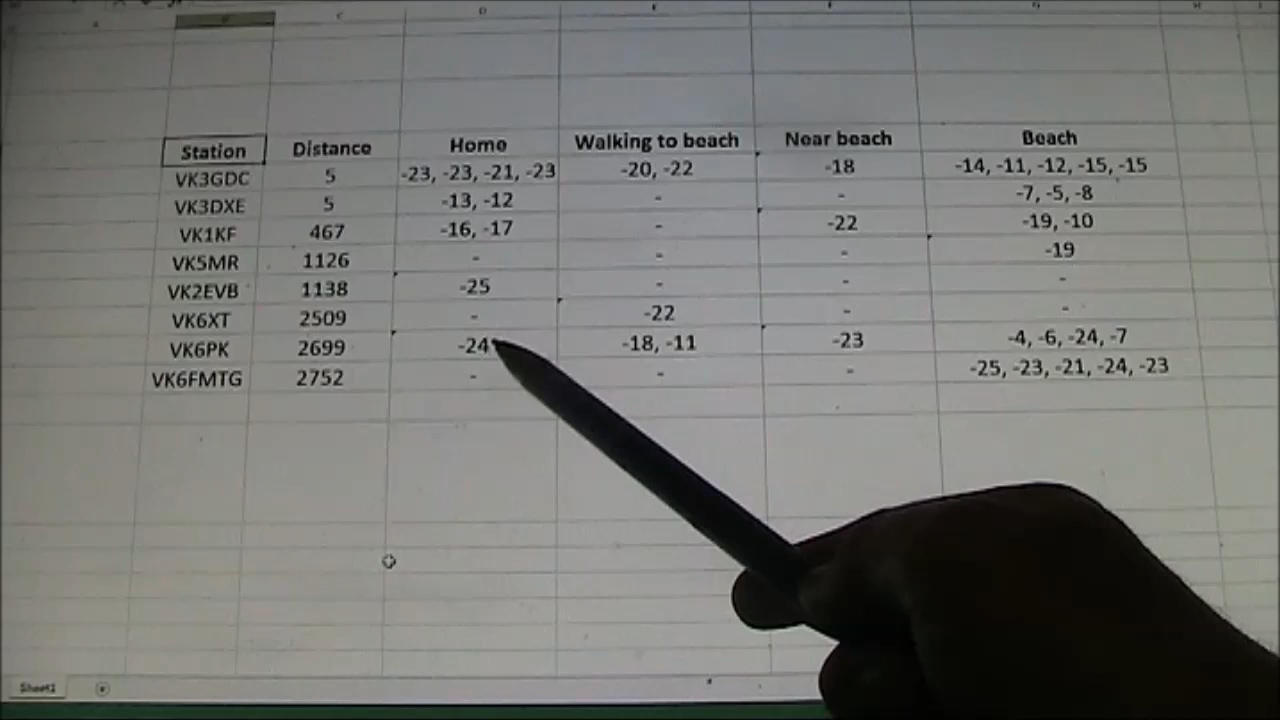 Station Distance Home Walking to beach Near beach Beach
VK3GDC 5 -23, -23, -21, -23 -20, -22 -18 -14, -11, -12, -15, -15
VK3DXE 5 -13, -12 - - -7, -5, -8
VK1KF 467 -16, -17 - -22 -19, -10
VK5MR 1126 - - - -19
VK2EVB 1138 -25 - - -
VK6XT 2509 - -22 - -
VK6PK 2699 -24 -18, -11 -23 -4, -6, -24, -7
VK6FMTG 2752 - - - -25, -23, -21, -24, -23
Sheet1